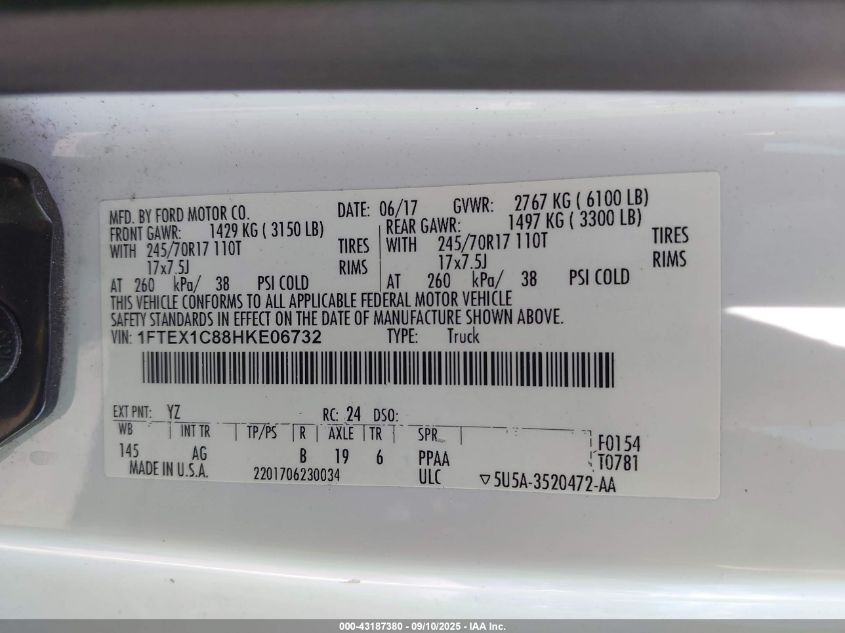 MFD. BY FORD MOTOR CO. DATE: 06/17 GVWR: 2767 KG ( 6100 LB)
FRONT GAWR: 1429 KG ( 3150 LB) REAR GAWR: 1497 KG ( 3300 LB)
WITH 245/70R17 110T TIRES WITH 245/70R17 110T TIRES
17x7.5J RIMS 17x7.5J RIMS
AT 260 kPa/ 38 PSI COLD AT 260 kPa/ 38 PSI COLD
THIS VEHICLE CONFORMS TO ALL APPLICABLE FEDERAL MOTOR VEHICLE
SAFETY STANDARDS IN EFFECT ON THE DATE OF MANUFACTURE SHOWN ABOVE.
VIN: 1FTEX1C88HKE06732 TYPE: Truck
EXT PNT: YZ RC: 24 DSO:
WB INT TR TP/PS R AXLE TR SPR F0154
145 AG B 19 6 PPAA T0781
MADE IN U.S.A. 2201706230034 ULC ▽5U5A-3520472-AA
000-43187380 - 09/10/2025 - IAA Inc.